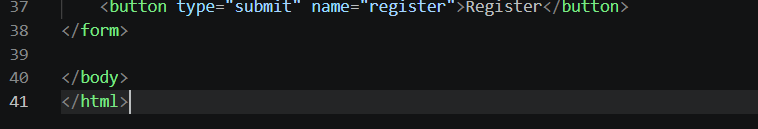 37 <button type="submit" name="register">Register</button>
38 </form>
39
40 </body>
41 </html>